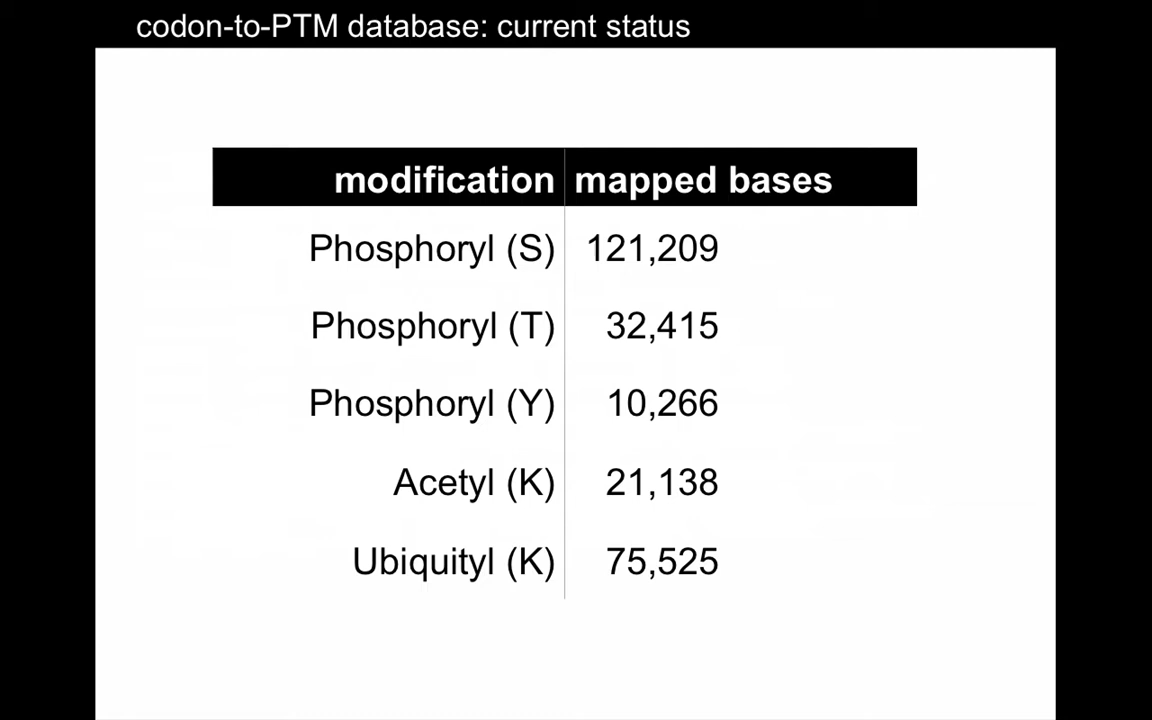 codon-to-PTM database: current status
modification mapped bases
Phosphoryl (S) 121,209
Phosphoryl (T) 32,415
Phosphoryl (Y) 10,266
Acetyl (K) 21,138
Ubiquityl (K) 75,525